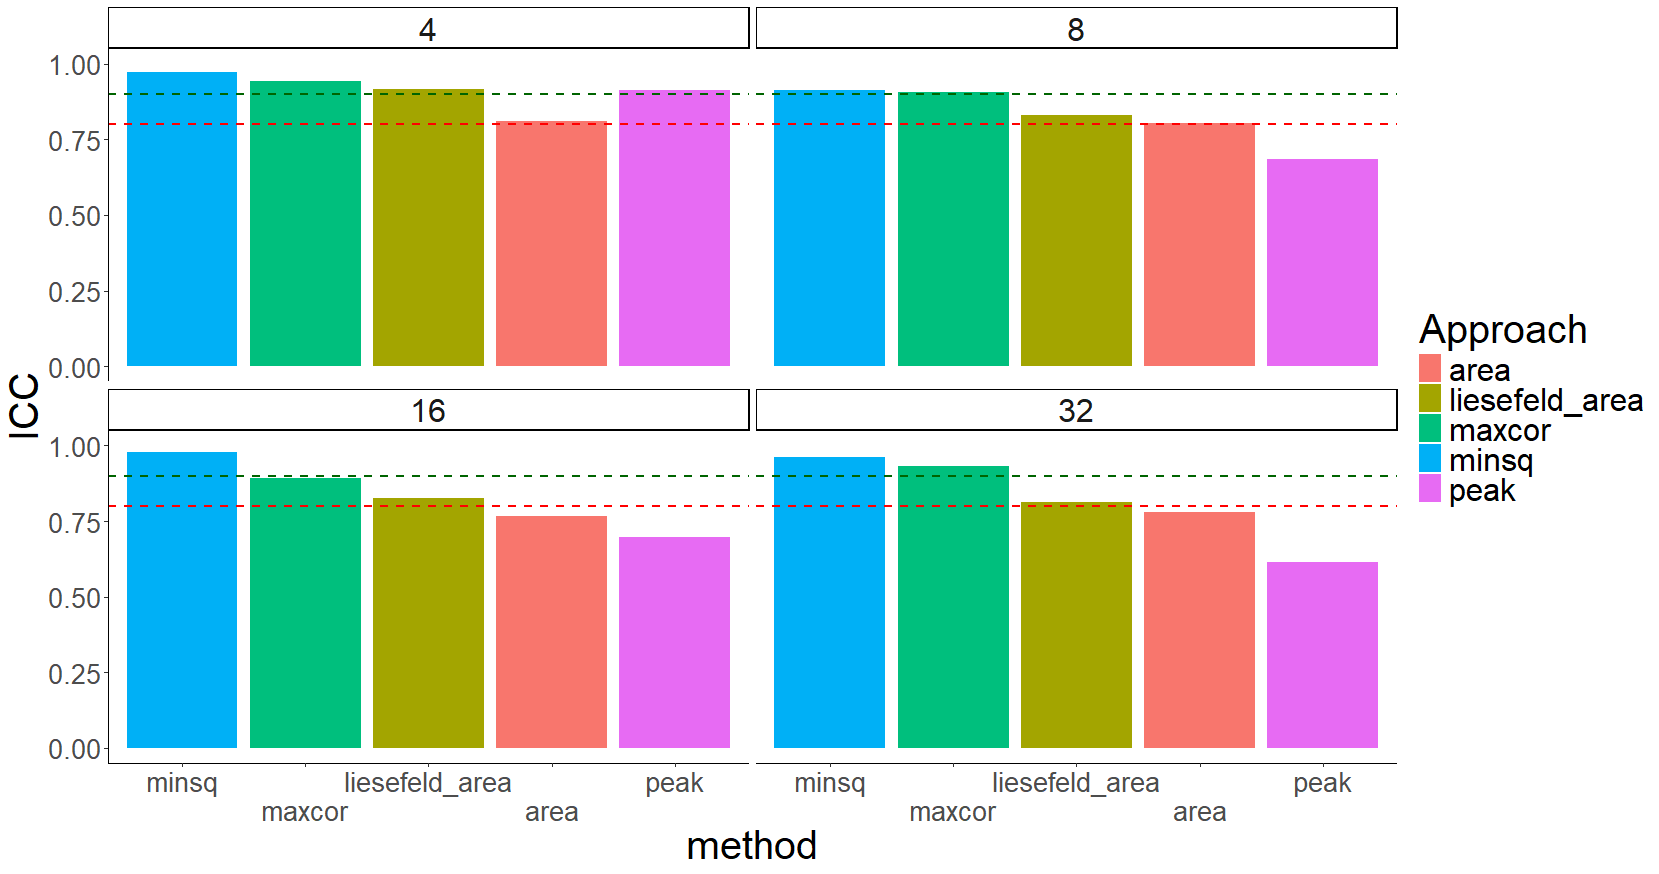 4
8
1.00
0.75
0.50
0.25
0.00
16
32
1.00
0.75
0.50
0.25
0.00
ICC
minsq
maxcor
liesefeld_area
area
peak
minsq
maxcor
liesefeld_area
area
peak
method
Approach
area
liesefeld_area
maxcor
minsq
peak